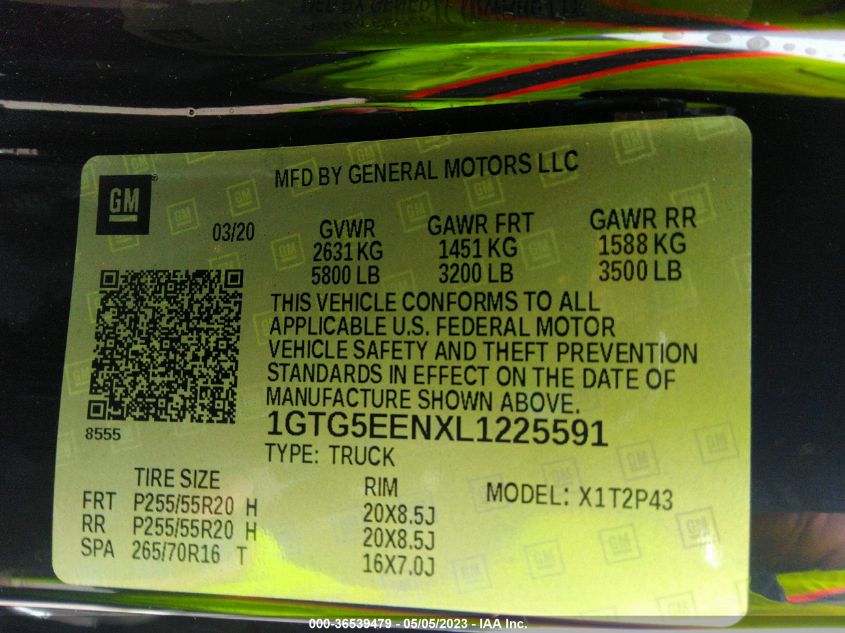 MFD BY GENERAL MOTORS LLC
GM
03/20
GVWR GAWR FRT GAWR RR
2631 KG 1451 KG 1588 KG
5800 LB 3200 LB 3500 LB
THIS VEHICLE CONFORMS TO ALL
APPLICABLE U.S. FEDERAL MOTOR
VEHICLE SAFETY AND THEFT PREVENTION
STANDARDS IN EFFECT ON THE DATE OF
MANUFACTURE SHOWN ABOVE.
8555
1GTG5EENXL1225591
TYPE: TRUCK
TIRE SIZE RIM MODEL: X1T2P43
FRT P255/55R20 H 20X8.5J
RR P255/55R20 H 20X8.5J
SPA 265/70R16 T 16X7.0J
000-36539479 - 05/05/2023 - IAA Inc.